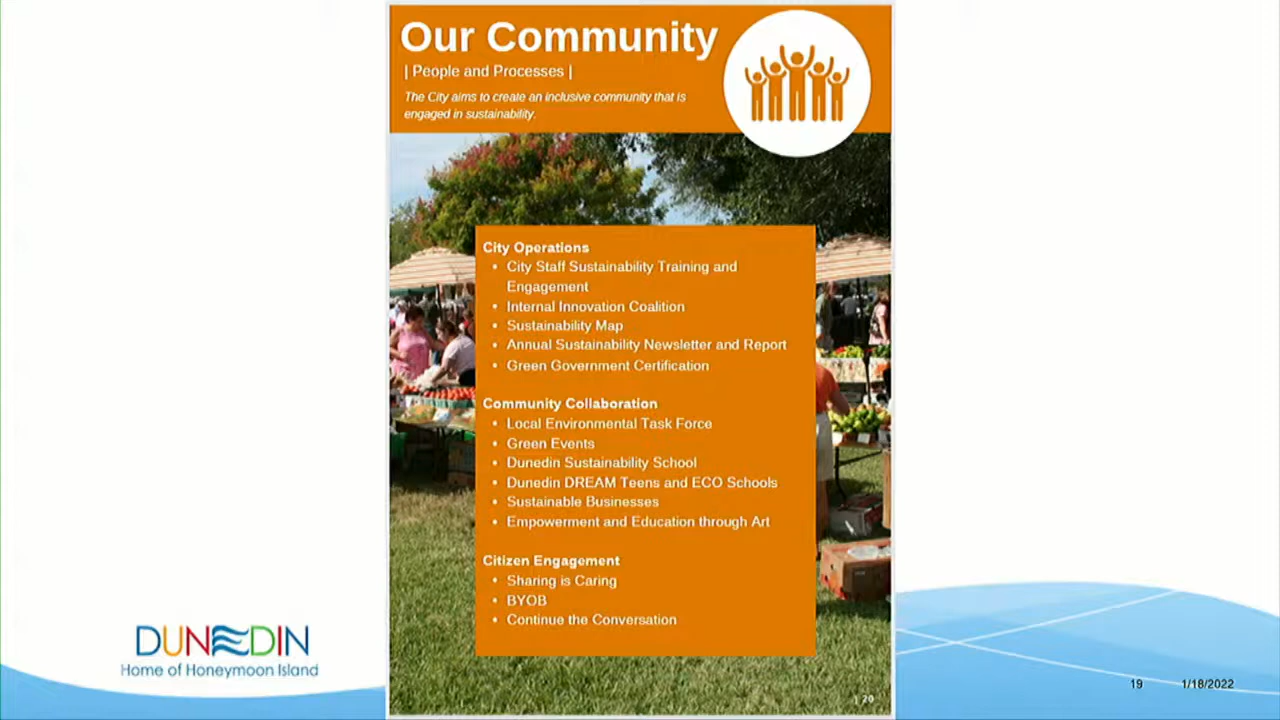 Our Community
| People and Processes |
The City aims to create an inclusive community that is
engaged in sustainability.
City Operations
• City Staff Sustainability Training and
Engagement
• Internal Innovation Coalition
• Sustainability Map
• Annual Sustainability Newsletter and Report
• Green Government Certification
Community Collaboration
• Local Environmental Task Force
• Green Events
• Dunedin Sustainability School
• Dunedin DREAM Teens and ECO Schools
• Sustainable Businesses
• Empowerment and Education through Art
Citizen Engagement
• Sharing is Caring
• BYOB
• Continue the Conversation
| 20
DUNEDIN
Home of Honeymoon Island
19 1/18/2022